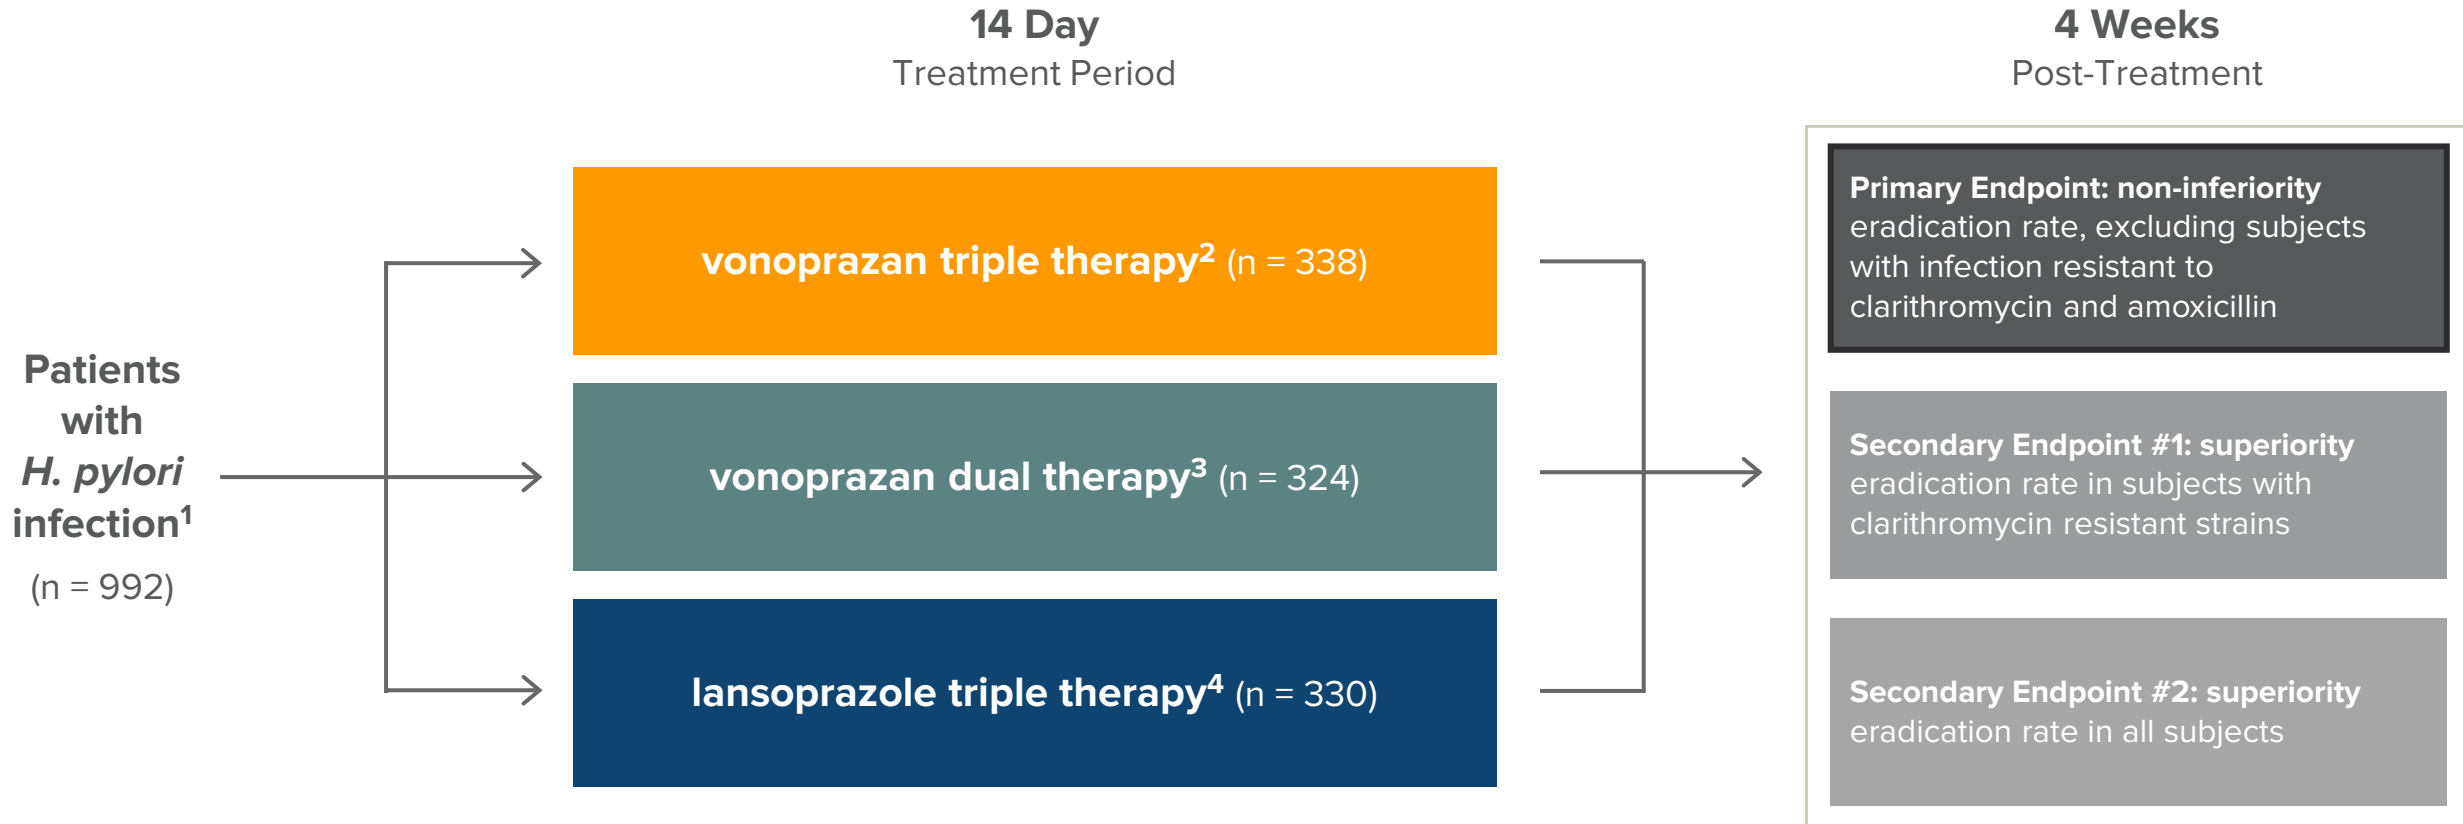 14 Day
Treatment Period
4 Weeks
Post-Treatment
Patients
with
H. pylori
infection¹
(n = 992)
vonoprazan triple therapy² (n = 338)
vonoprazan dual therapy³ (n = 324)
lansoprazole triple therapy⁴ (n = 330)
Primary Endpoint: non-inferiority
eradication rate, excluding subjects
with infection resistant to
clarithromycin and amoxicillin
Secondary Endpoint #1: superiority
eradication rate in subjects with
clarithromycin resistant strains
Secondary Endpoint #2: superiority
eradication rate in all subjects